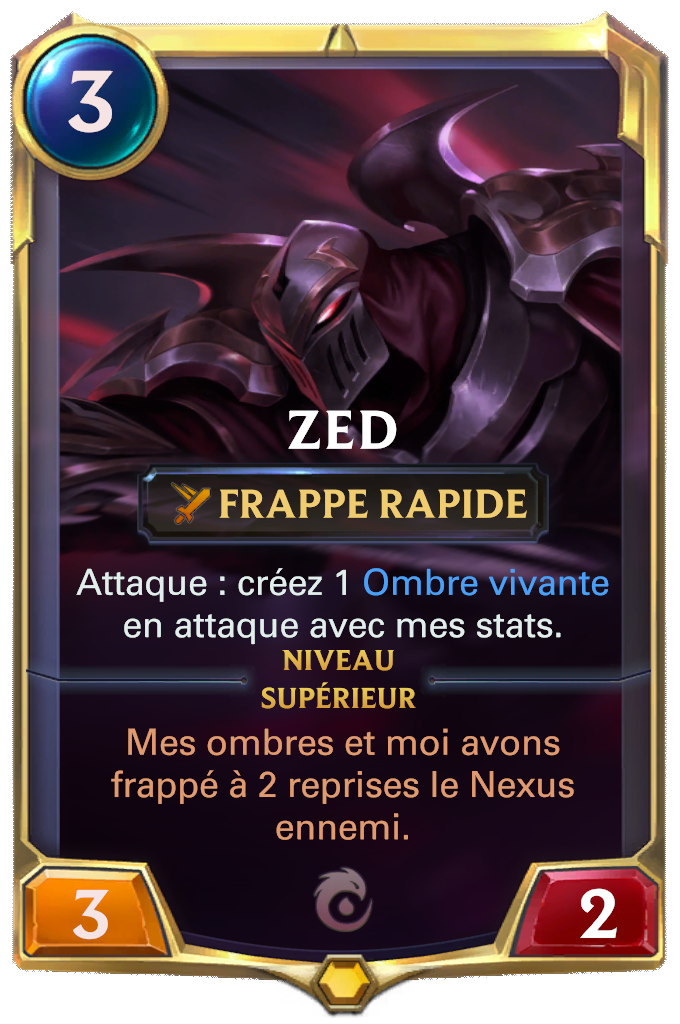 3
ZED
FRAPPE RAPIDE
Attaque : créez 1 Ombre vivante
en attaque avec mes stats.
NIVEAU
SUPÉRIEUR
Mes ombres et moi avons
frappé à 2 reprises le Nexus
ennemi.
3
2